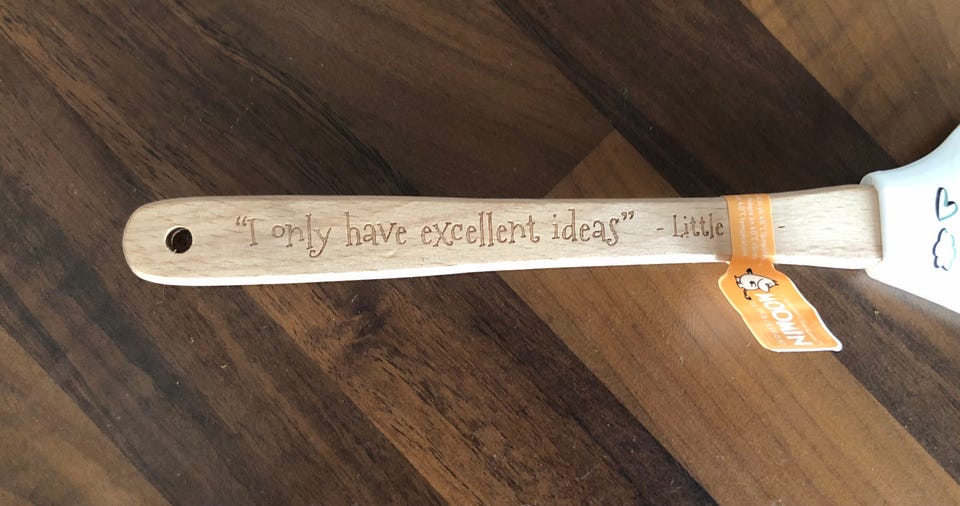 “I only have excellent ideas” - Little -
MOOMIN